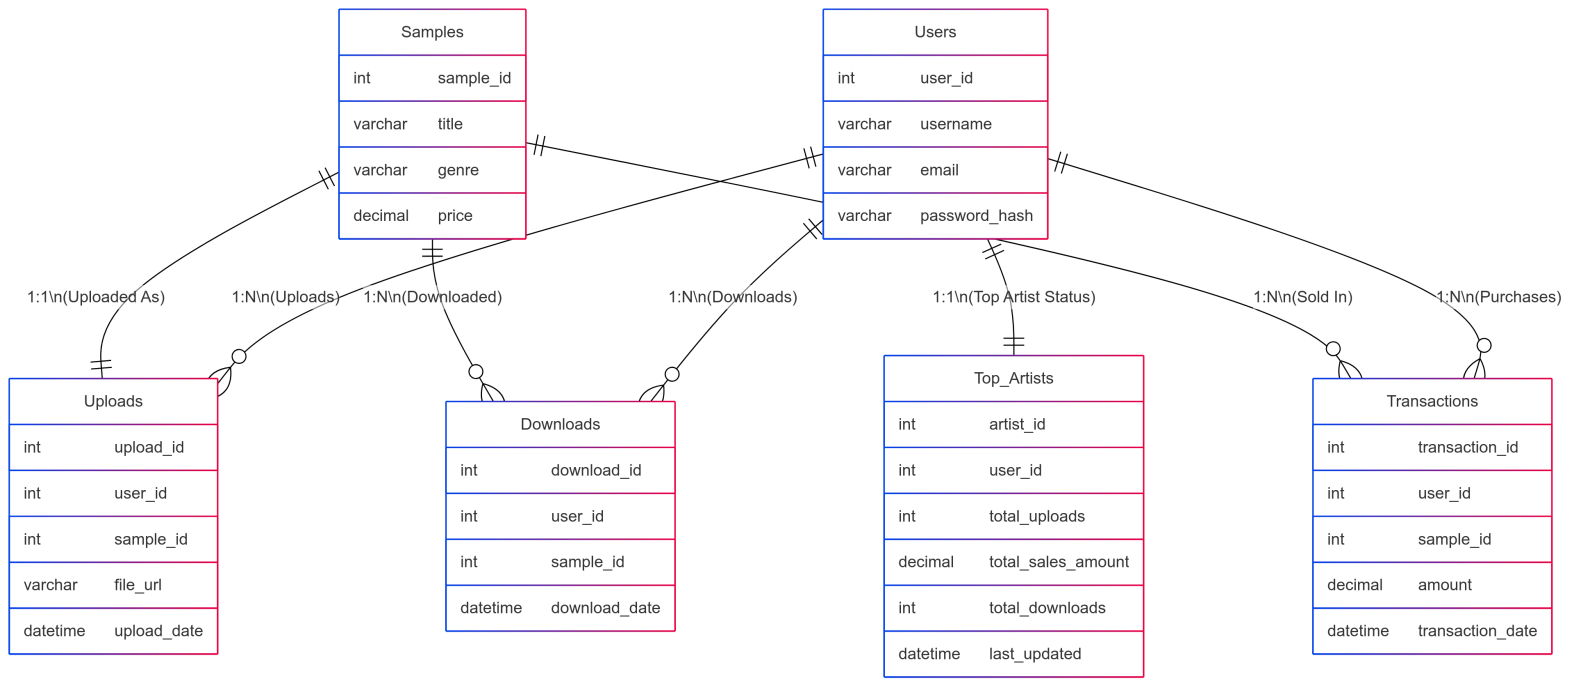 Samples
int sample_id
varchar title
varchar genre
decimal price
Users
int user_id
varchar username
varchar email
varchar password_hash
1:1\n(Uploaded As)
1:N\n(Uploads)
1:N\n(Downloaded)
1:N\n(Downloads)
1:1\n(Top Artist Status)
1:N\n(Sold In)
1:N\n(Purchases)
Uploads
int upload_id
int user_id
int sample_id
varchar file_url
datetime upload_date
Downloads
int download_id
int user_id
int sample_id
datetime download_date
Top_Artists
int artist_id
int user_id
int total_uploads
decimal total_sales_amount
int total_downloads
datetime last_updated
Transactions
int transaction_id
int user_id
int sample_id
decimal amount
datetime transaction_date